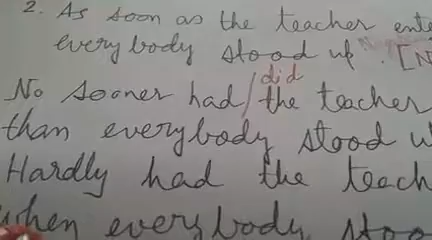 2. As soon as the teacher ente
everybody stood up. [N
did
No sooner had/the teacher
than everybody stood u
Hardly had the teach
when everybody stoo